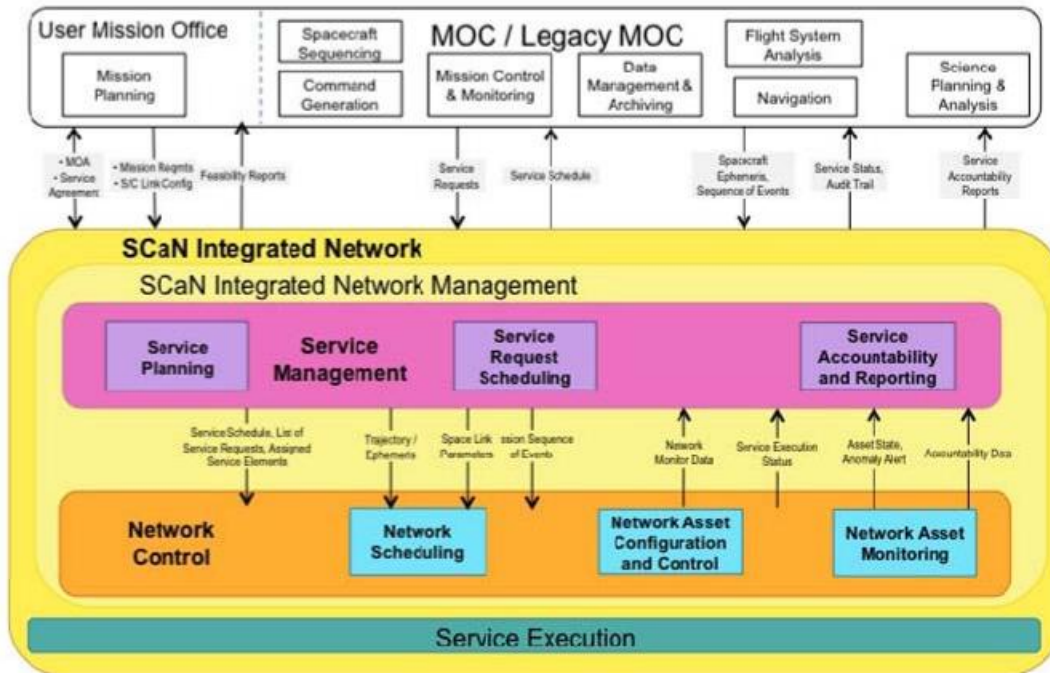 User Mission Office
MOC / Legacy MOC
Mission
Planning
Spacecraft
Sequencing
Command
Generation
Mission Control
& Monitoring
Data
Management &
Archiving
Flight System
Analysis
Navigation
Science
Planning &
Analysis
• MOA
• Service
Agreement
• Mission Reqmts
• S/C Link Config
Feasibility Reports
Service
Requests
Service Schedule
Spacecraft
Ephemeris,
Sequence of Events
Service Status,
Audit Trail
Service
Accountability
Reports
SCaN Integrated Network
SCaN Integrated Network Management
Service
Planning
Service
Management
Service
Request
Scheduling
Service
Accountability
and Reporting
Service Schedule, List of
Service Requests, Assigned
Service Elements
Trajectory /
Ephemeris
Space Link
Parameters
ssion Sequence
of Events
Network
Monitor Data
Service Execution
Status
Asset State,
Anomaly Alert
Accountability Data
Network
Control
Network
Scheduling
Network Asset
Configuration
and Control
Network Asset
Monitoring
Service Execution